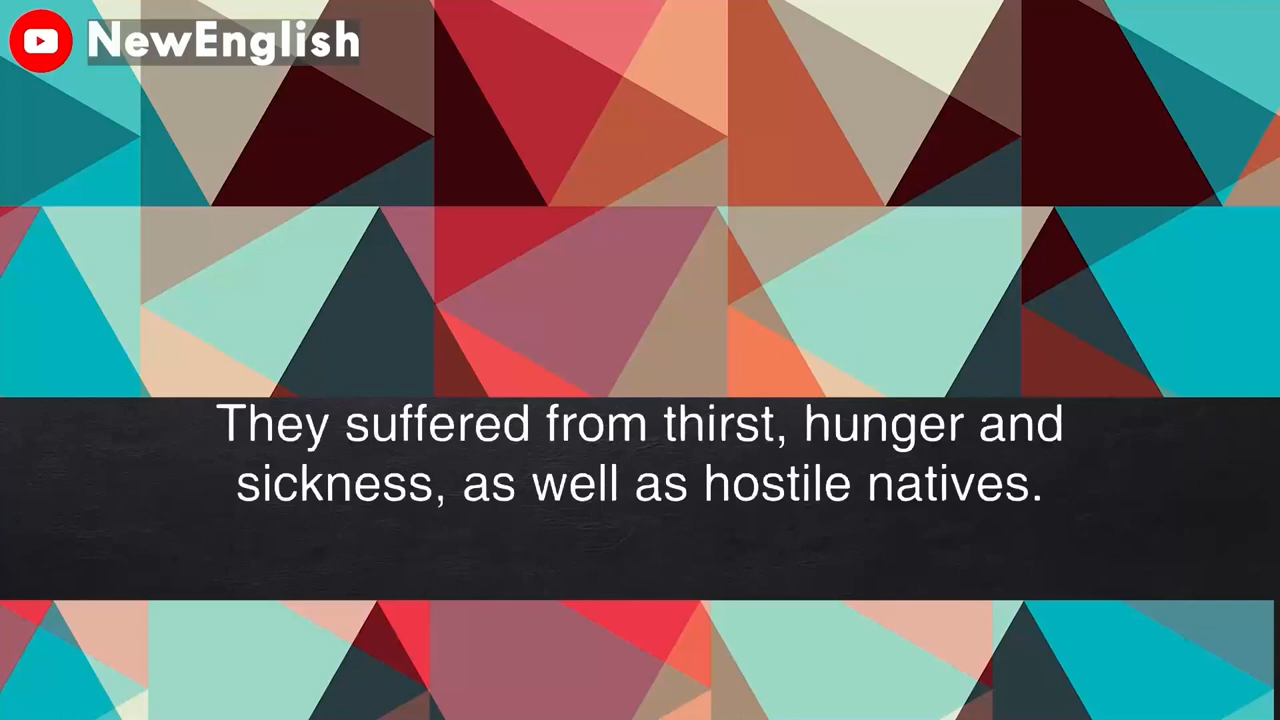 NewEnglish
They suffered from thirst, hunger and
sickness, as well as hostile natives.